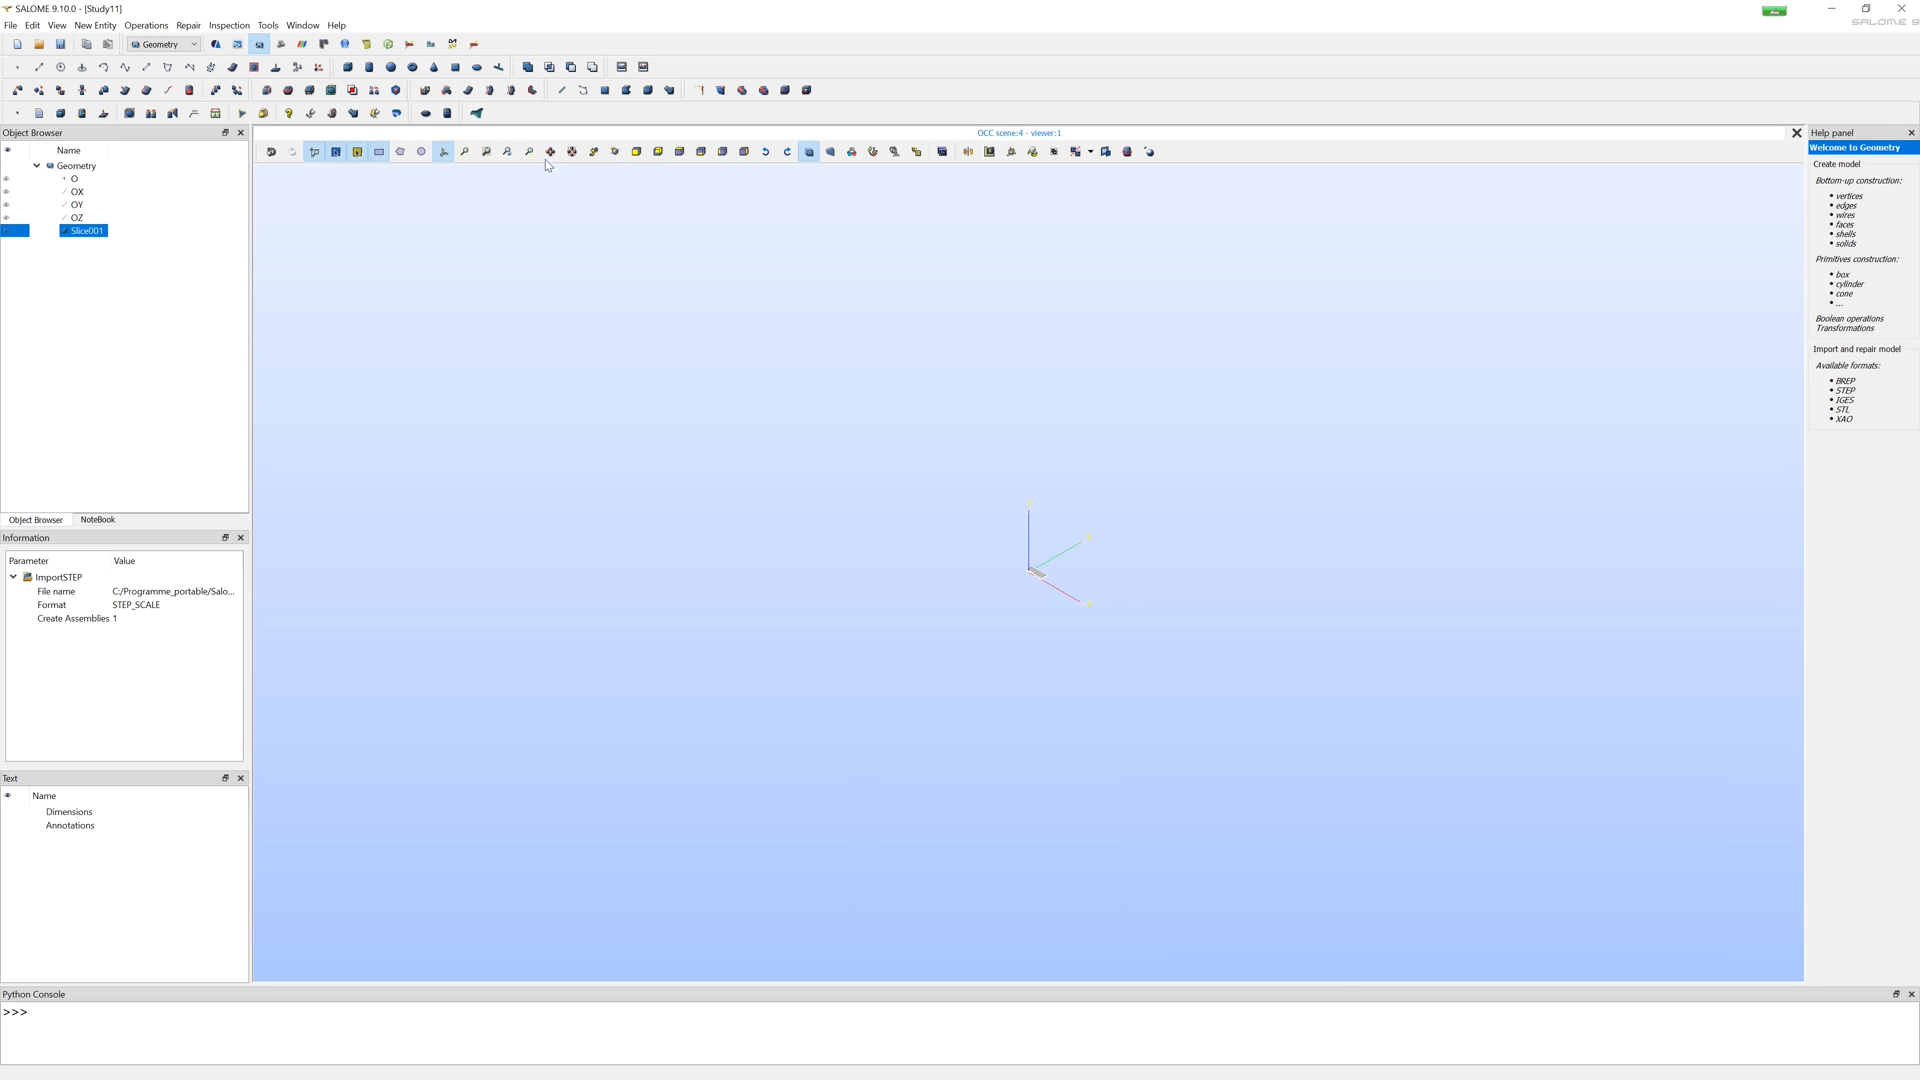 SALOME 9.10.0 - [Study11]
File Edit View New Entity Operations Repair Inspection Tools Window Help
SALOME 9
Geometry
Object Browser
OCC scene:4 - viewer:1
Help panel
Name
Geometry
O
OX
OY
OZ
Slice001
Welcome to Geometry
Create model
Bottom-up construction:
• vertices
• edges
• wires
• faces
• shells
• solids
Primitives construction:
• box
• cylinder
• cone
• ...
Boolean operations
Transformations
Import and repair model
Available formats:
• BREP
• STEP
• IGES
• STL
• XAO
Object Browser NoteBook
Information
Parameter Value
ImportSTEP
File name C:/Programme_portable/Salo...
Format STEP_SCALE
Create Assemblies 1
Text
Name
Dimensions
Annotations
Python Console
>>>